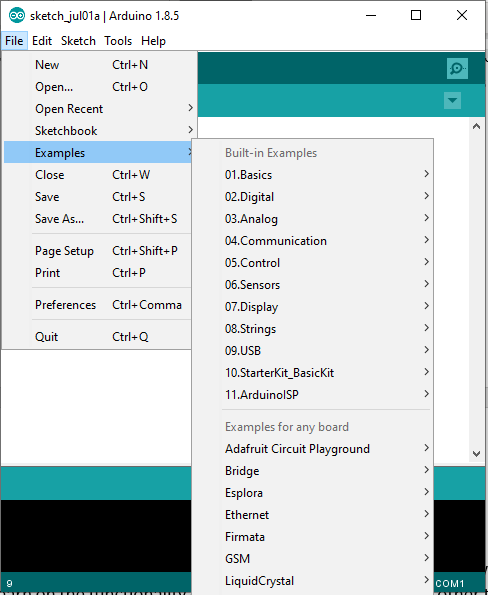 sketch_jul01a | Arduino 1.8.5
File Edit Sketch Tools Help
New Ctrl+N
Open... Ctrl+O
Open Recent
Sketchbook
Examples
Close Ctrl+W
Save Ctrl+S
Save As... Ctrl+Shift+S
Page Setup Ctrl+Shift+P
Print Ctrl+P
Preferences Ctrl+Comma
Quit Ctrl+Q
Built-in Examples
01.Basics
02.Digital
03.Analog
04.Communication
05.Control
06.Sensors
07.Display
08.Strings
09.USB
10.StarterKit_BasicKit
11.ArduinoISP
Examples for any board
Adafruit Circuit Playground
Bridge
Esplora
Ethernet
Firmata
GSM
LiquidCrystal
9
COM1